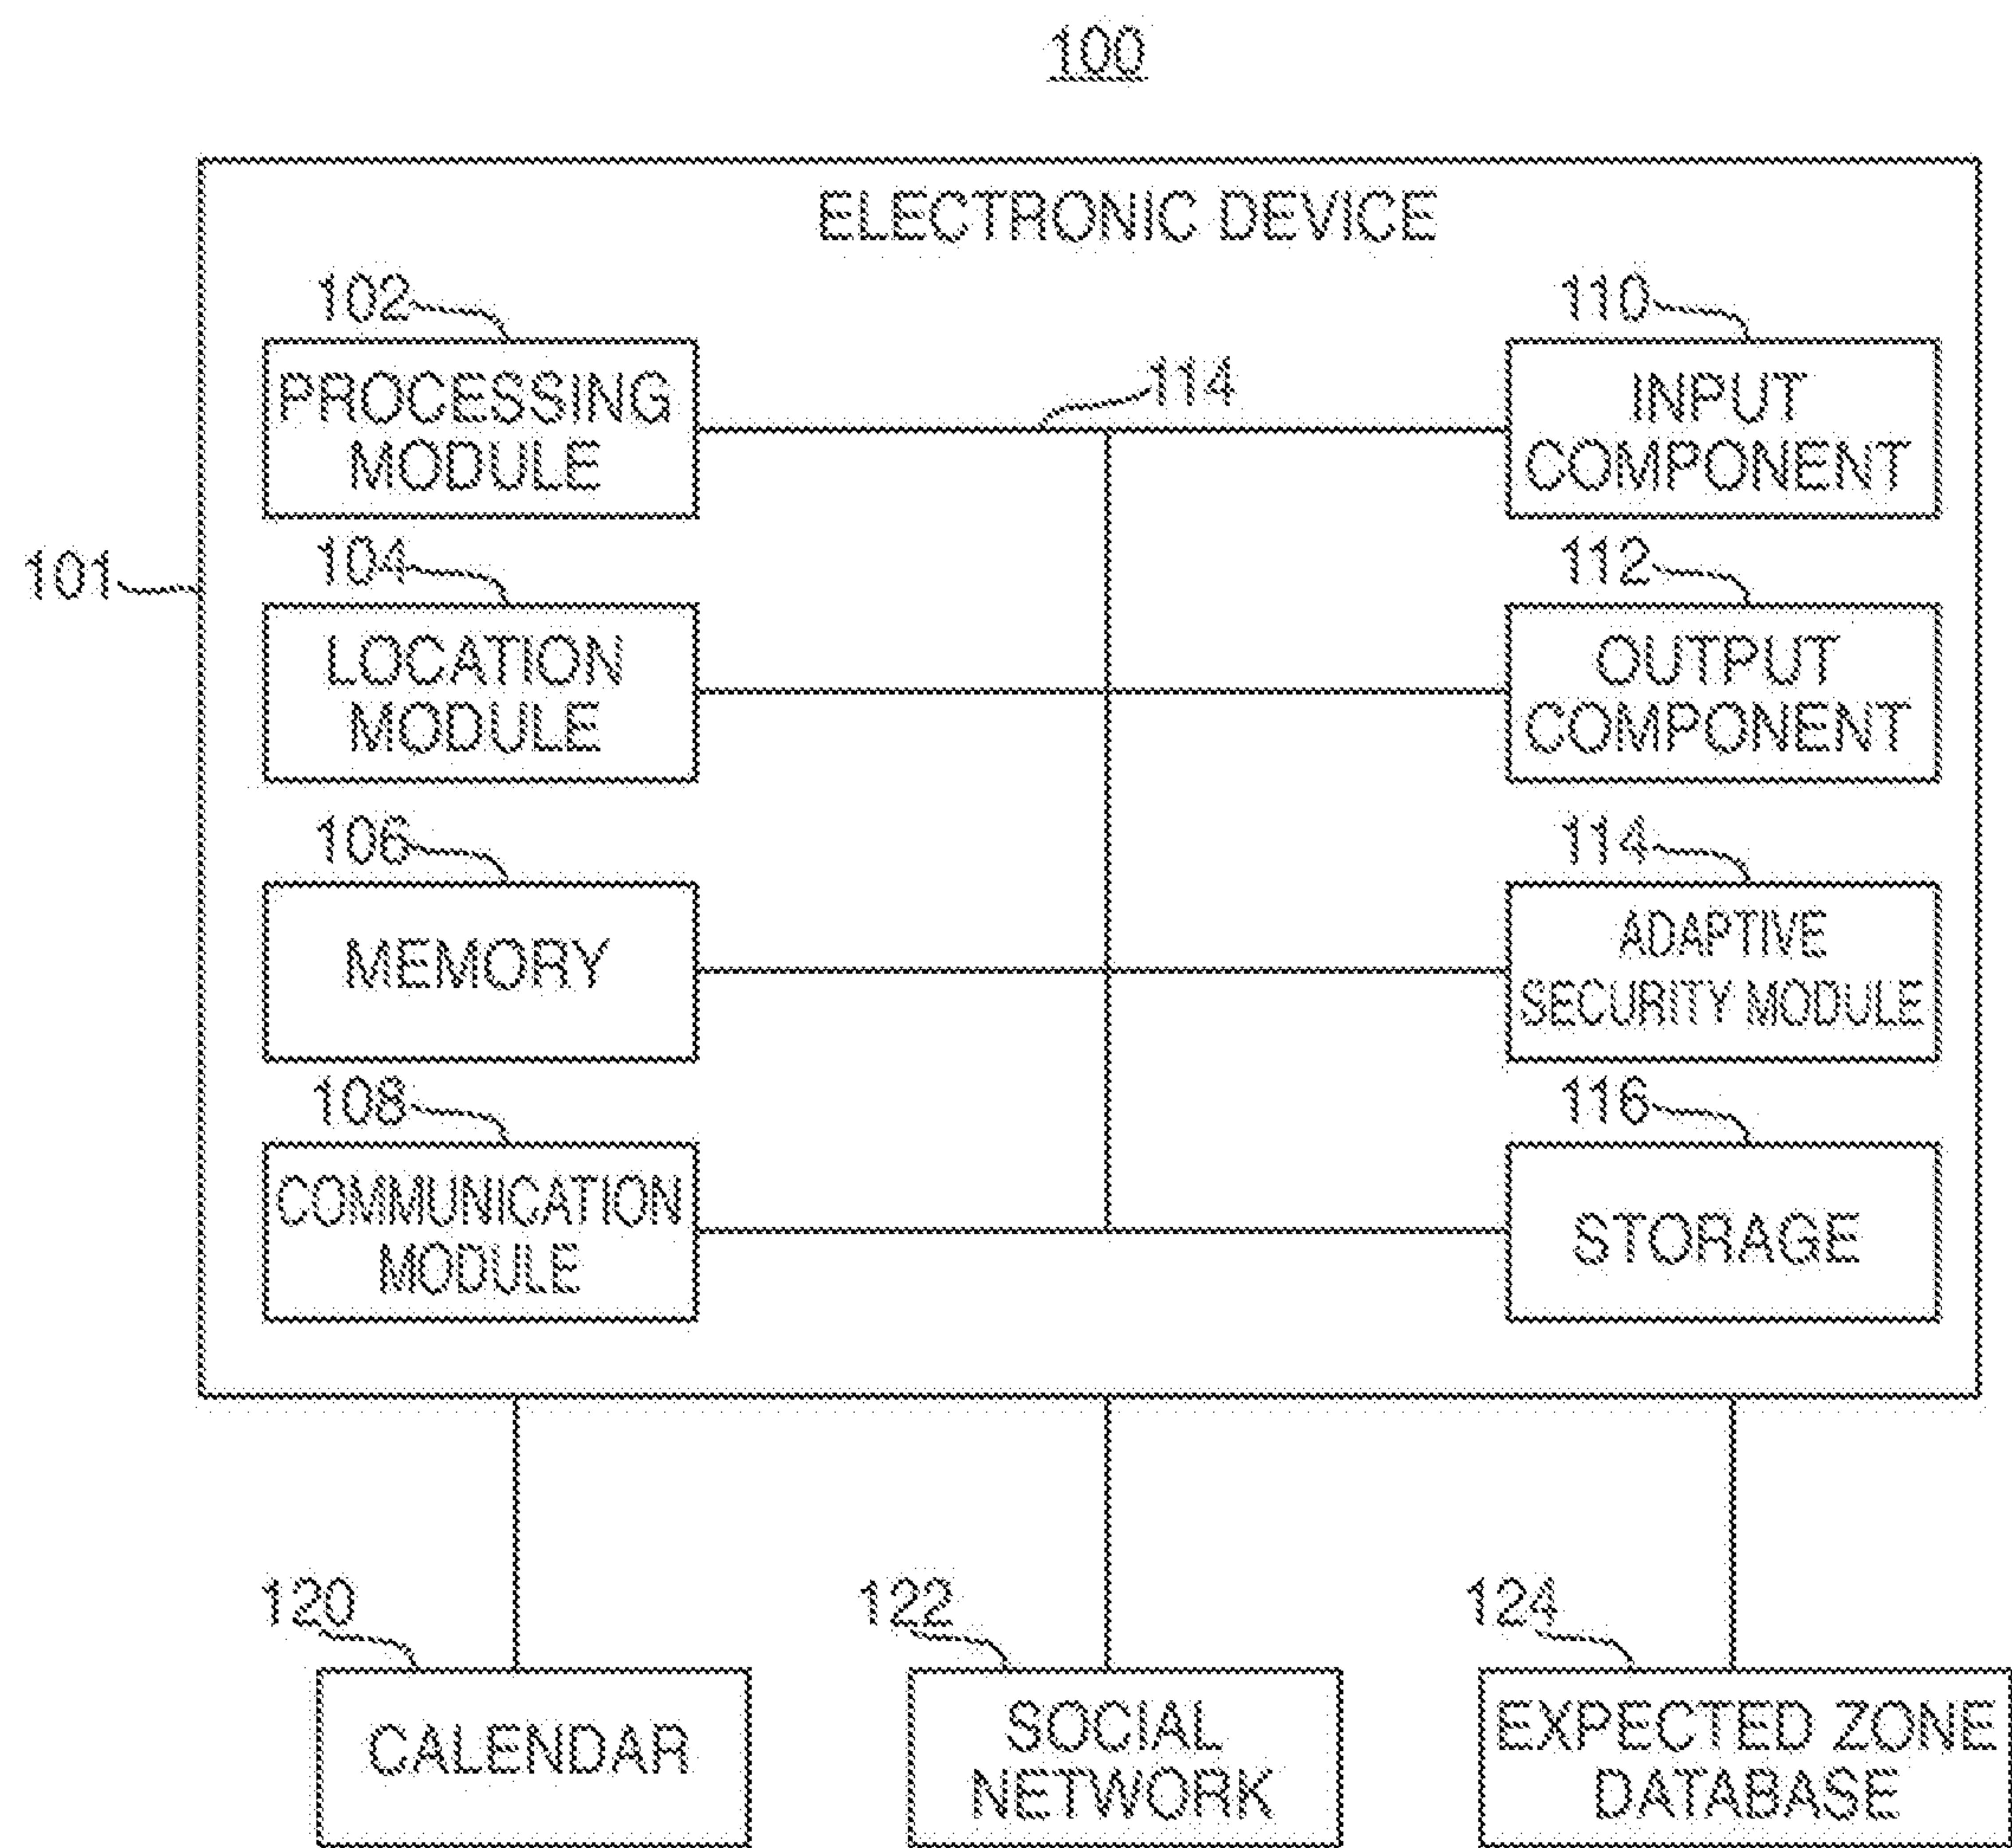 100
ELECTRONIC DEVICE
102
110
PROCESSING
MODULE
114
INPUT
COMPONENT
101
104
112
LOCATION
MODULE
OUTPUT
COMPONENT
106
114
MEMORY
ADAPTIVE
SECURITY MODULE
108
116
COMMUNICATION
MODULE
STORAGE
120
122
124
CALENDAR
SOCIAL
NETWORK
EXPECTED ZONE
DATABASE